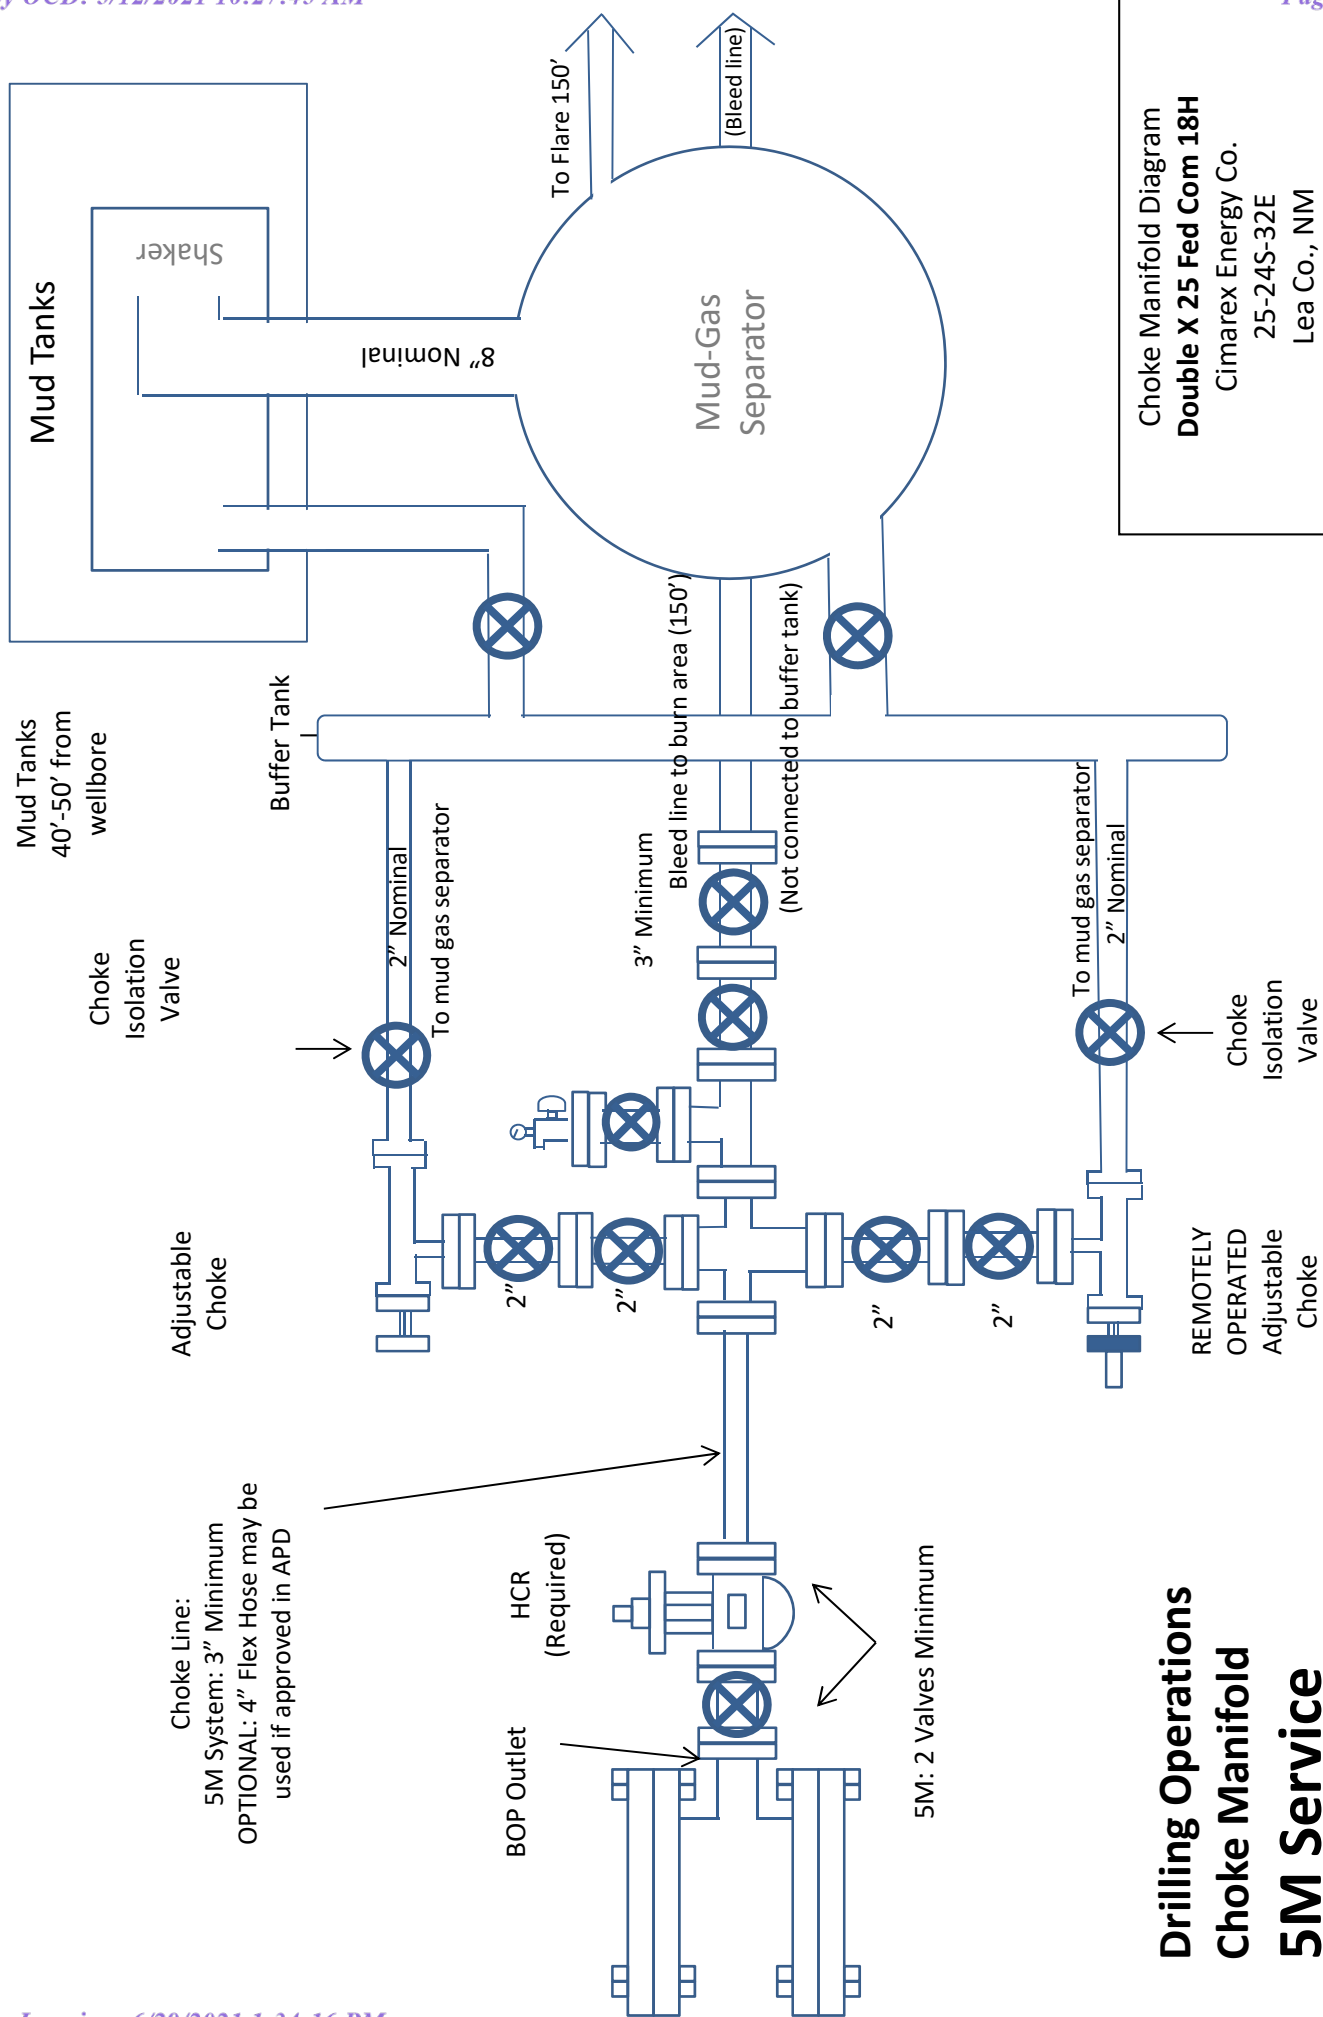 Mud Tanks
Shaker
8” Nominal
To Flare 150’
(Bleed line)
Mud-Gas
Separator
Mud Tanks
40’-50’ from
wellbore
Buffer Tank
Bleed line to burn area (150’)
(Not connected to buffer tank)
3” Minimum
Choke
Isolation
Valve
2” Nominal
To mud gas separator
To mud gas separator
2” Nominal
Choke
Isolation
Valve
Adjustable
Choke
2”
2”
2”
2”
REMOTELY
OPERATED
Adjustable
Choke
Choke Line:
5M System: 3” Minimum
OPTIONAL: 4” Flex Hose may be
used if approved in APD
HCR
(Required)
BOP Outlet
5M: 2 Valves Minimum
Drilling Operations
Choke Manifold
5M Service
Choke Manifold Diagram
Double X 25 Fed Com 18H
Cimarex Energy Co.
25-24S-32E
Lea Co., NM